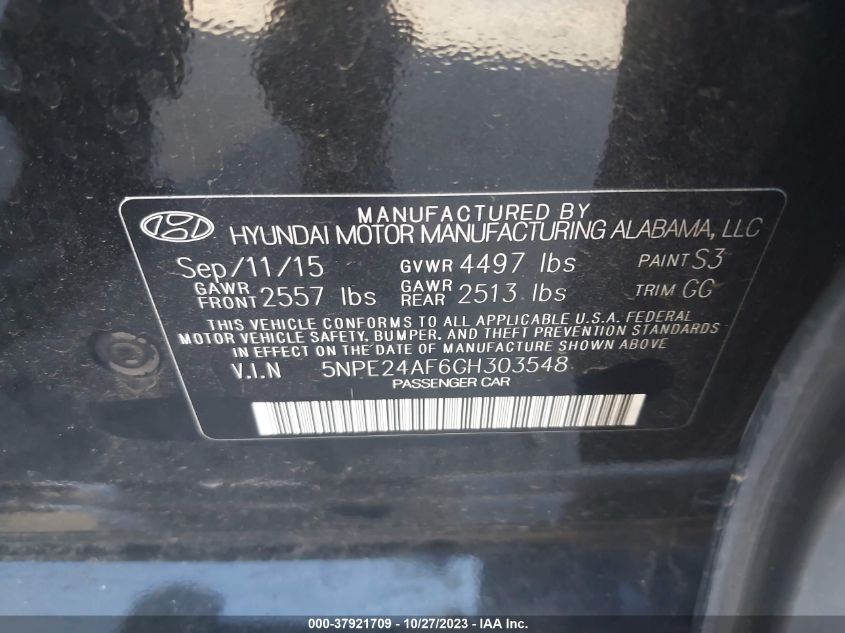 MANUFACTURED BY
HYUNDAI MOTOR MANUFACTURING ALABAMA, LLC
Sep/11/15 GVWR 4497 lbs PAINT S3
GAWR FRONT 2557 lbs GAWR REAR 2513 lbs TRIM GG
THIS VEHICLE CONFORMS TO ALL APPLICABLE U.S.A. FEDERAL
MOTOR VEHICLE SAFETY, BUMPER, AND THEFT PREVENTION STANDARDS
IN EFFECT ON THE DATE OF MANUFACTURE SHOWN ABOVE
V.I.N 5NPE24AF6GH303548
PASSENGER CAR
000-37921709 - 10/27/2023 - IAAI.com